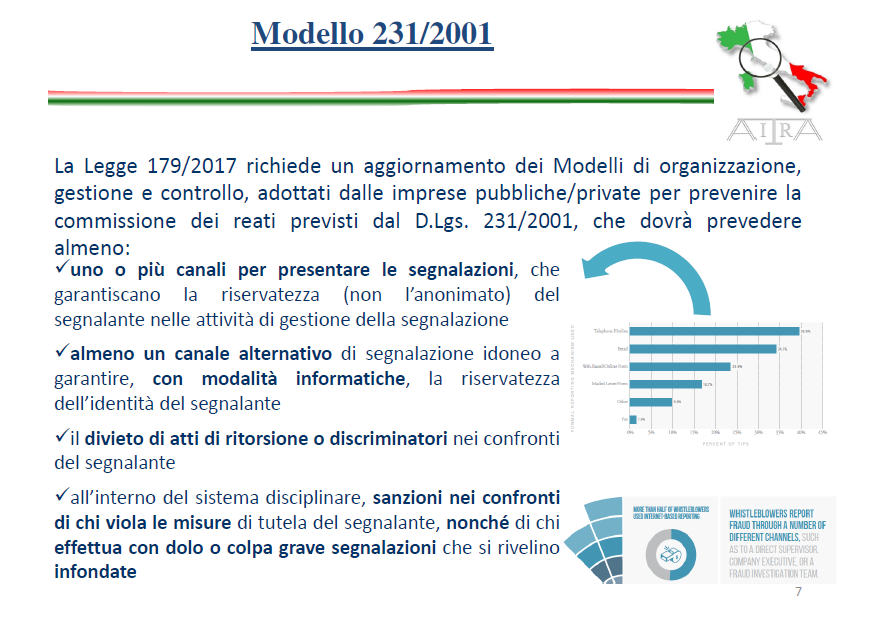 Modello 231/2001
AITRA
La Legge 179/2017 richiede un aggiornamento dei Modelli di organizzazione,
gestione e controllo, adottati dalle imprese pubbliche/private per prevenire la
commissione dei reati previsti dal D.Lgs. 231/2001, che dovrà prevedere
almeno:
✓uno o più canali per presentare le segnalazioni, che
garantiscano la riservatezza (non l’anonimato) del
segnalante nelle attività di gestione della segnalazione
✓almeno un canale alternativo di segnalazione idoneo a
garantire, con modalità informatiche, la riservatezza
dell’identità del segnalante
✓il divieto di atti di ritorsione o discriminatori nei confronti
del segnalante
✓all’interno del sistema disciplinare, sanzioni nei confronti
di chi viola le misure di tutela del segnalante, nonché di chi
effettua con dolo o colpa grave segnalazioni che si rivelino
infondate
FORMAL REPORTING MECHANISM USED
Telephone Hotline
Email
Web-Based/Online Form
Mailed Letter/Form
Other
Fax
0% 5% 10% 15% 20% 25% 30% 35% 40% 45%
PERCENT OF TIPS
MORE THAN HALF OF WHISTLEBLOWERS
USED INTERNET-BASED REPORTING
WHISTLEBLOWERS REPORT
FRAUD THROUGH A NUMBER OF
DIFFERENT CHANNELS, SUCH
AS TO A DIRECT SUPERVISOR,
COMPANY EXECUTIVE, OR A
FRAUD INVESTIGATION TEAM.
7